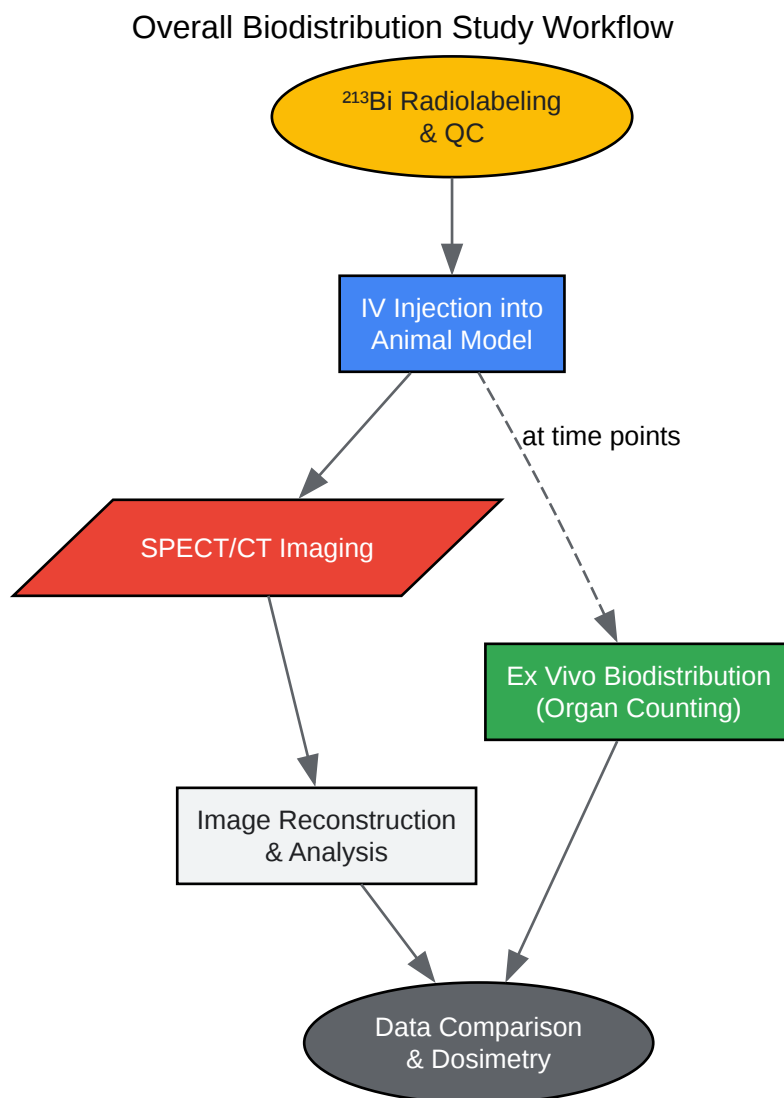 Overall Biodistribution Study Workflow
²¹³Bi Radiolabeling
& QC
IV Injection into
Animal Model
at time points
SPECT/CT Imaging
Ex Vivo Biodistribution
(Organ Counting)
Image Reconstruction
& Analysis
Data Comparison
& Dosimetry